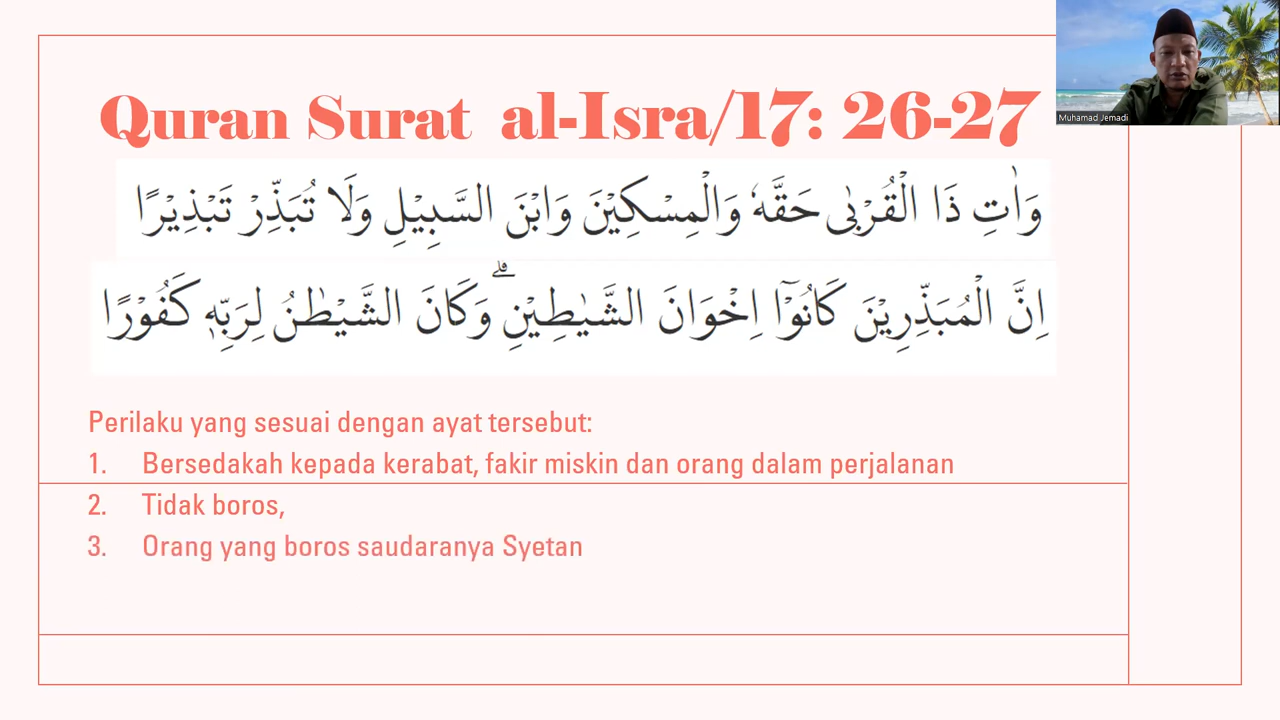 Quran Surat al-Isra/17: 26-27
وَاٰتِ ذَا الْقُرْبٰى حَقَّهٗ وَالْمِسْكِيْنَ وَابْنَ السَّبِيْلِ وَلَا تُبَذِّرْ تَبْذِيْرًا
اِنَّ الْمُبَذِّرِيْنَ كَانُوْٓا اِخْوَانَ الشَّيٰطِيْنِۗ وَكَانَ الشَّيْطٰنُ لِرَبِّهٖ كَفُوْرًا
Perilaku yang sesuai dengan ayat tersebut:
1. Bersedakah kepada kerabat, fakir miskin dan orang dalam perjalanan
2. Tidak boros,
3. Orang yang boros saudaranya Syetan
Muhamad Jemadi